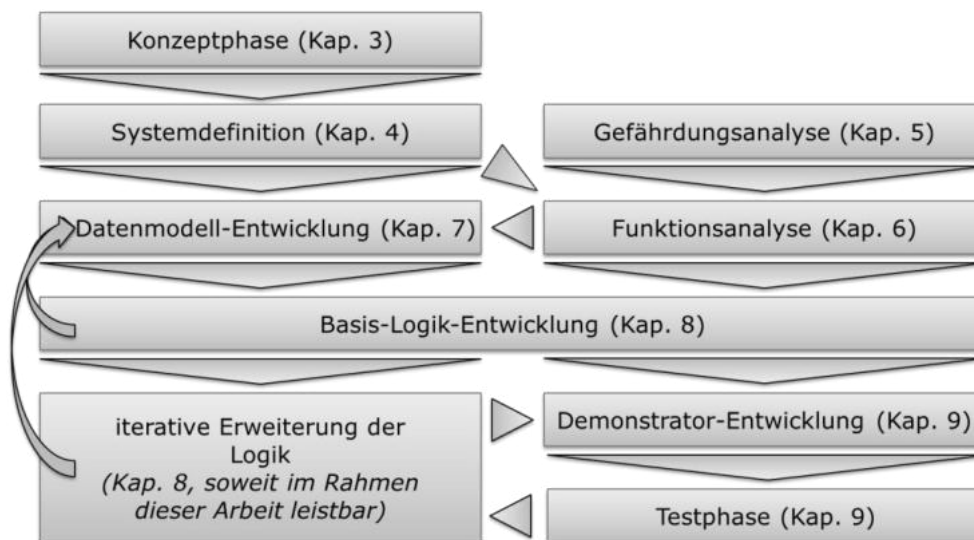 Konzeptphase (Kap. 3)
Systemdefinition (Kap. 4)
Gefährdungsanalyse (Kap. 5)
Datenmodell-Entwicklung (Kap. 7)
Funktionsanalyse (Kap. 6)
Basis-Logik-Entwicklung (Kap. 8)
iterative Erweiterung der
Logik
(Kap. 8, soweit im Rahmen
dieser Arbeit leistbar)
Demonstrator-Entwicklung (Kap. 9)
Testphase (Kap. 9)